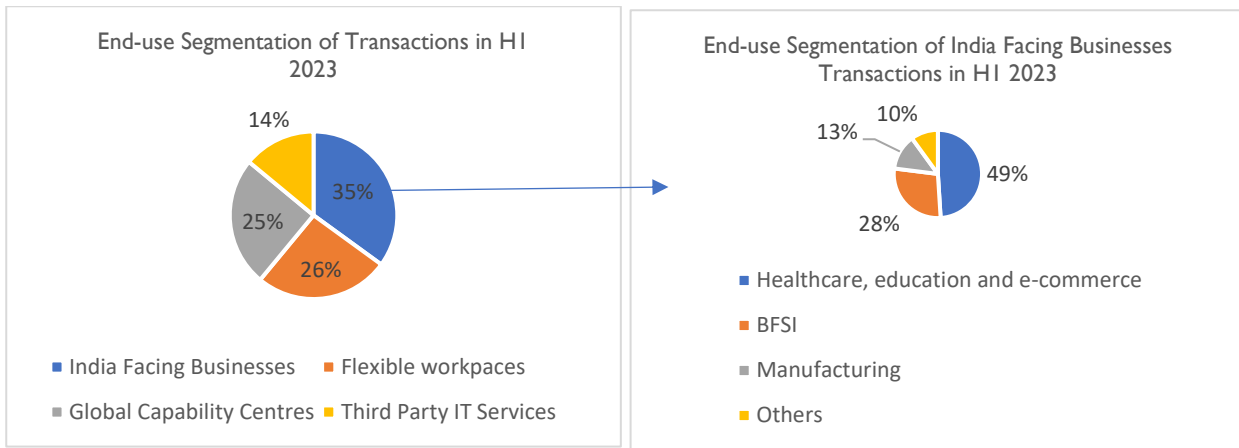 End-use Segmentation of Transactions in H1
2023
14%
35%
25%
26%
India Facing Businesses
Flexible workpaces
Global Capability Centres
Third Party IT Services
End-use Segmentation of India Facing Businesses
Transactions in H1 2023
10%
13%
49%
28%
Healthcare, education and e-commerce
BFSI
Manufacturing
Others